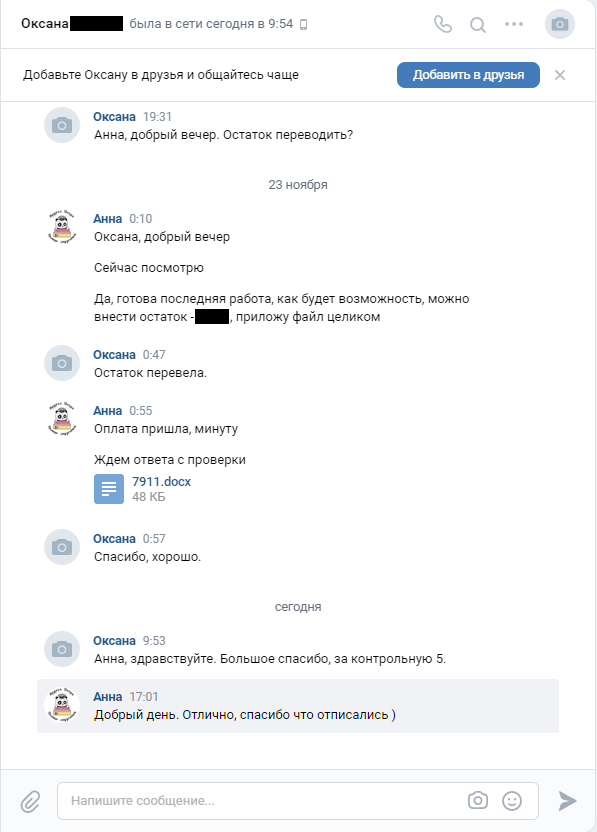 Оксана была в сети сегодня в 9:54
Добавьте Оксану в друзья и общайтесь чаще
Добавить в друзья
Оксана 19:31
Анна, добрый вечер. Остаток переводить?
23 ноября
Анна 0:10
Оксана, добрый вечер
Сейчас посмотрю
Да, готова последняя работа, как будет возможность, можно
внести остаток - , приложу файл целиком
Оксана 0:47
Остаток перевела.
Анна 0:55
Оплата пришла, минуту
Ждем ответа с проверки
7911.docx
48 КБ
Оксана 0:57
Спасибо, хорошо.
сегодня
Оксана 9:53
Анна, здравствуйте. Большое спасибо, за контрольную 5.
Анна 17:01
Добрый день. Отлично, спасибо что отписались )
Напишите сообщение...